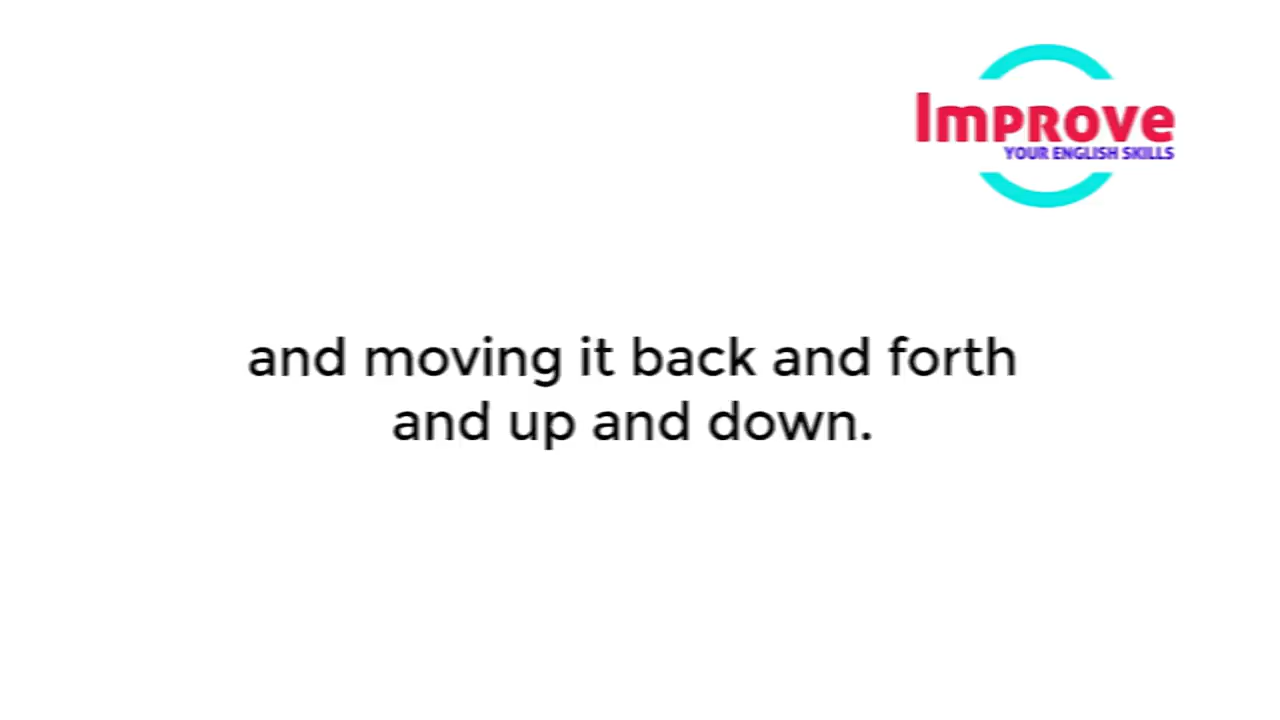 Improve
YOUR ENGLISH SKILLS
and moving it back and forth
and up and down.